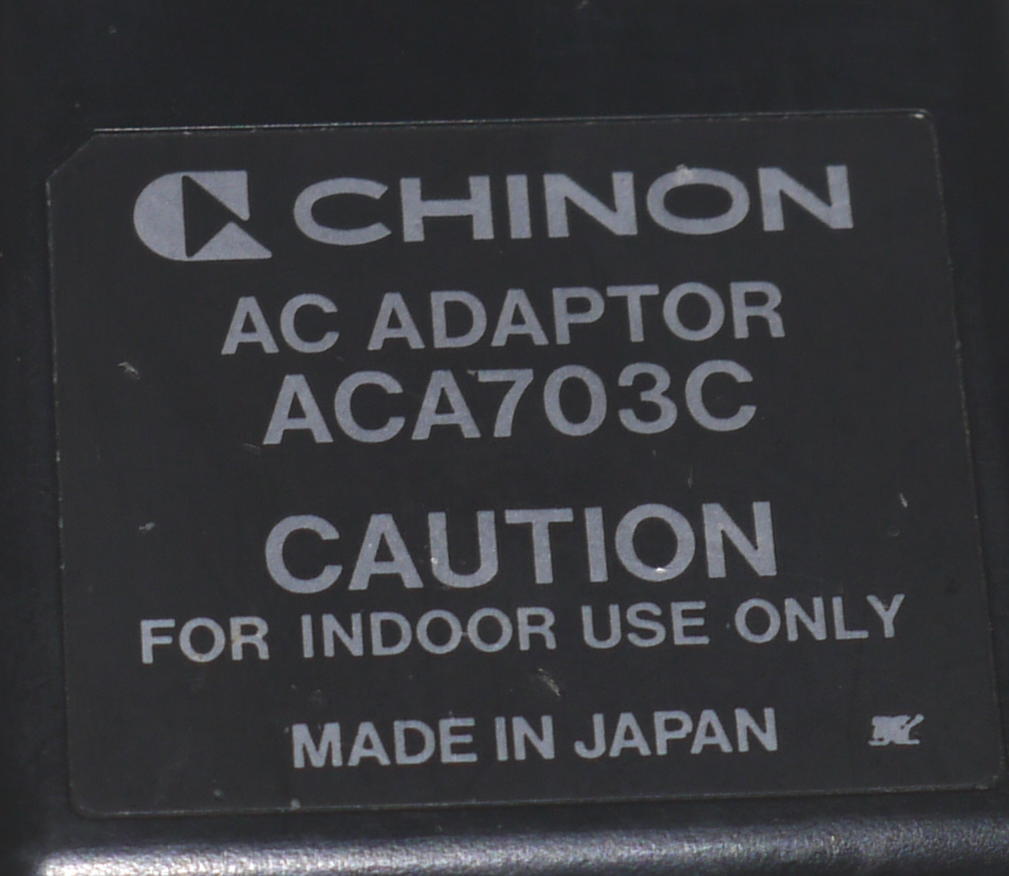 CHINON
AC ADAPTOR
ACA703C
CAUTION
FOR INDOOR USE ONLY
MADE IN JAPAN